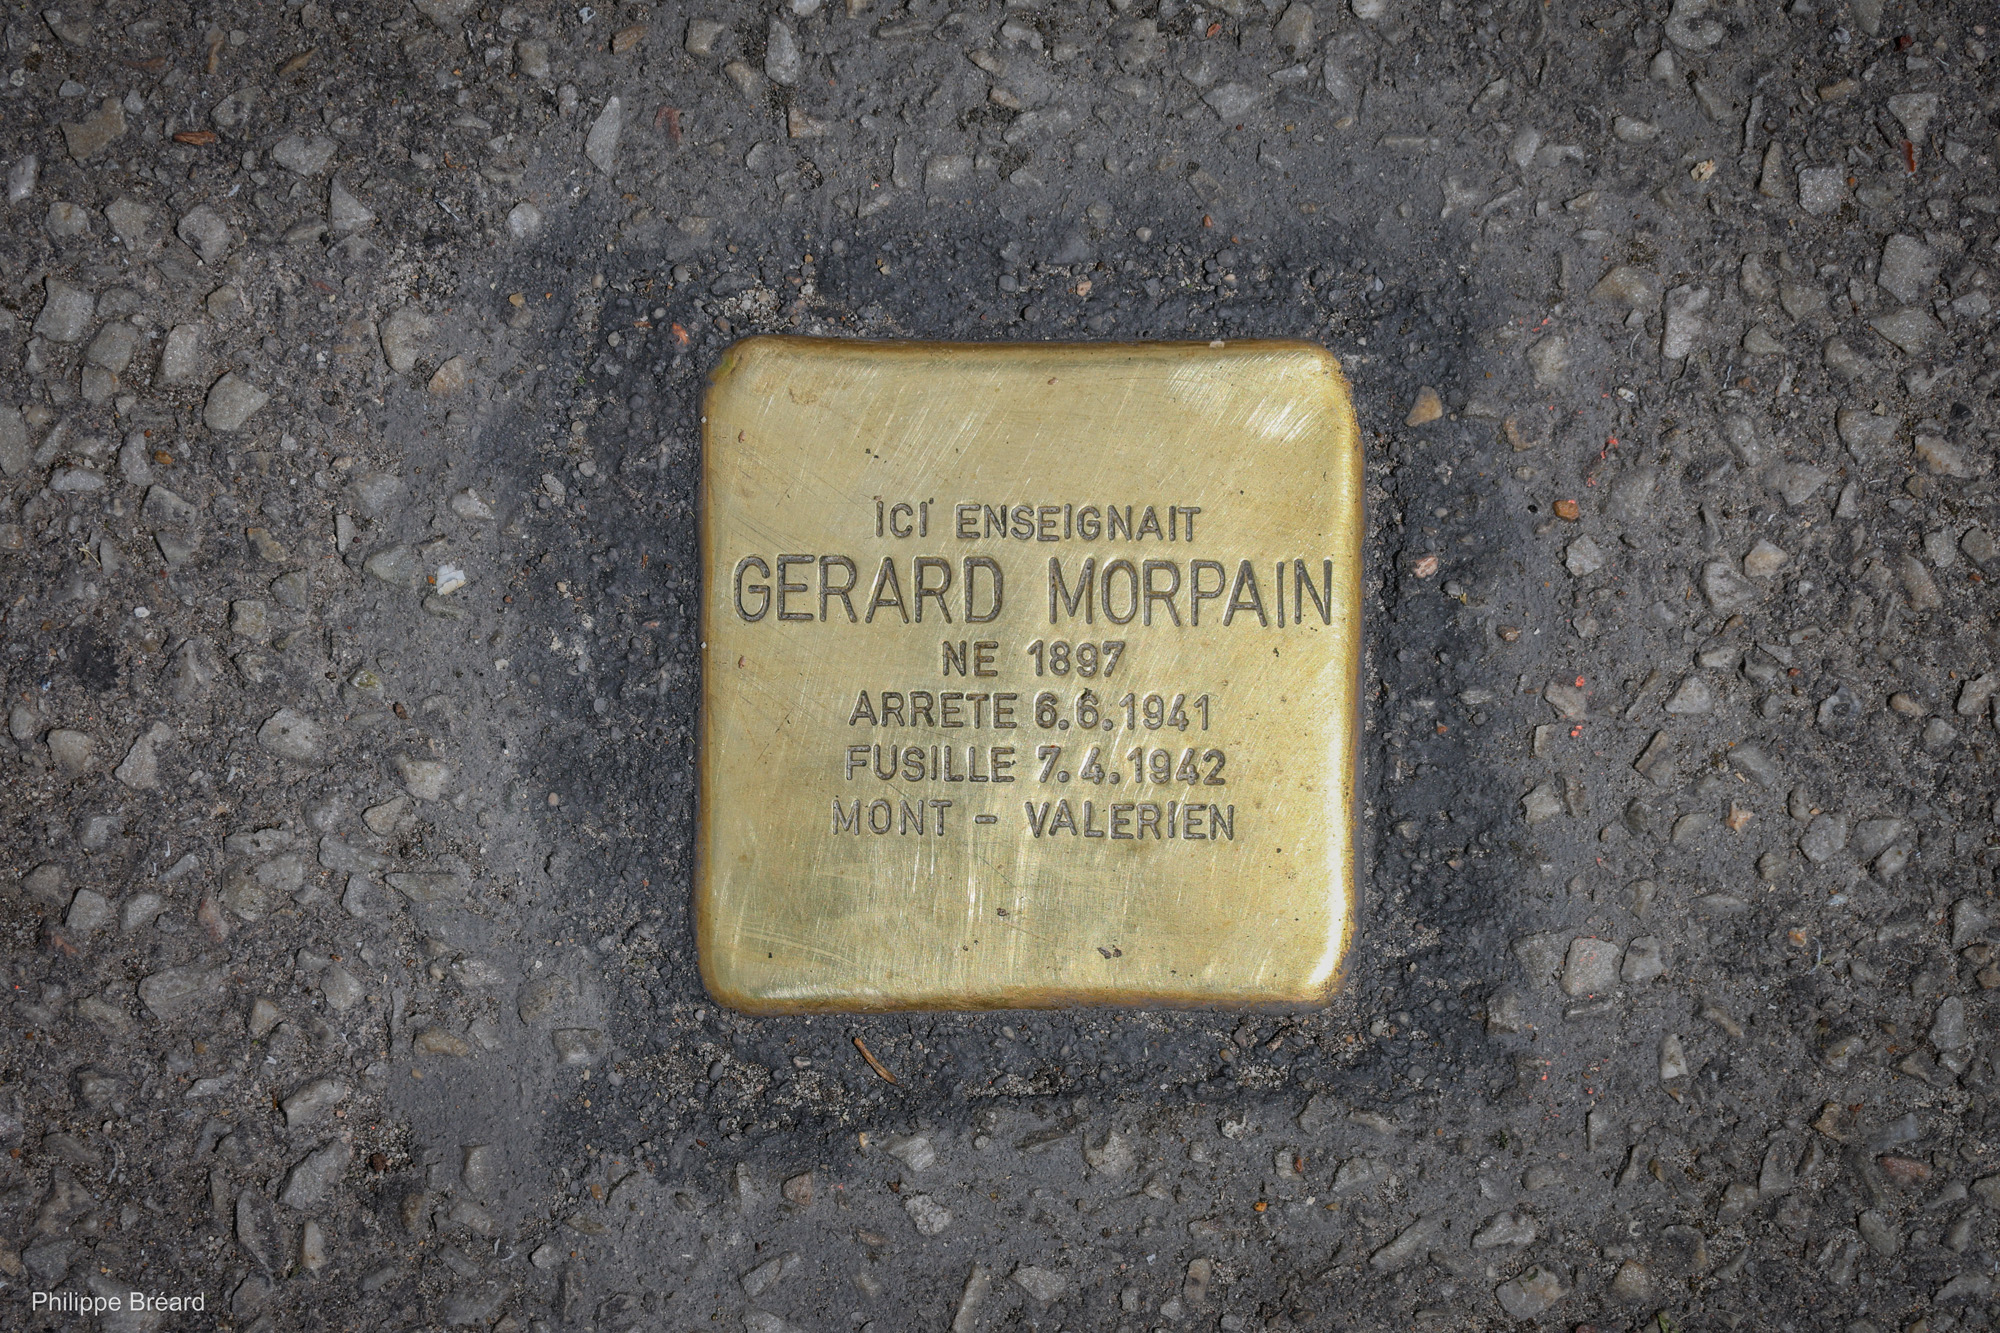 ICI ENSEIGNAIT
GERARD MORPAIN
NE 1897
ARRETE 6.6.1941
FUSILLE 7.4.1942
MONT - VALERIEN
Philippe Bréard